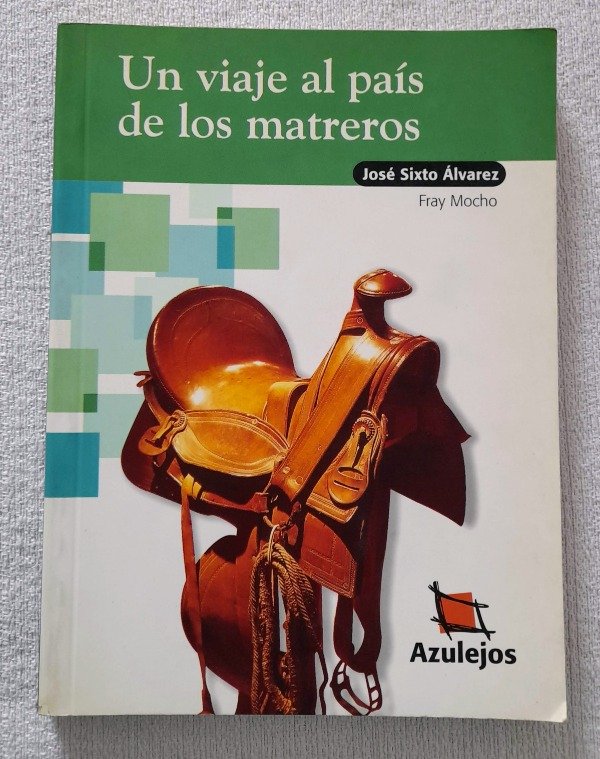 Un viaje al país
de los matreros
José Sixto Álvarez
Fray Mocho
Azulejos